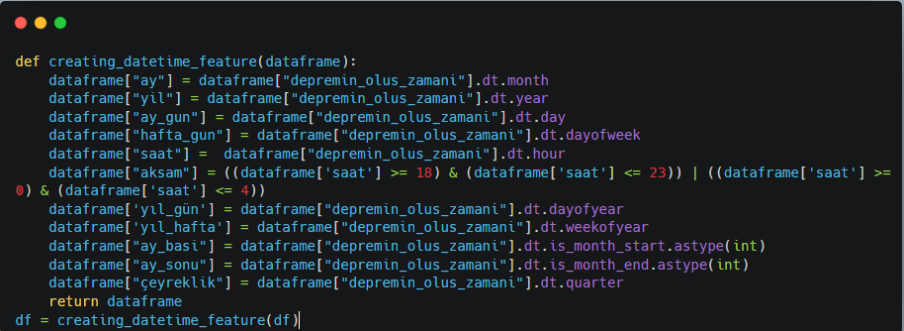 def creating_datetime_feature(dataframe):
    dataframe["ay"] = dataframe["depremin_olus_zamani"].dt.month
    dataframe["yil"] = dataframe["depremin_olus_zamani"].dt.year
    dataframe["ay_gun"] = dataframe["depremin_olus_zamani"].dt.day
    dataframe["hafta_gun"] = dataframe["depremin_olus_zamani"].dt.dayofweek
    dataframe["saat"] =  dataframe["depremin_olus_zamani"].dt.hour
    dataframe["aksam"] = ((dataframe['saat'] >= 18) & (dataframe['saat'] <= 23)) | ((dataframe['saat'] >=
0) & (dataframe['saat'] <= 4))
    dataframe['yıl_gün'] = dataframe["depremin_olus_zamani"].dt.dayofyear
    dataframe['yıl_hafta'] = dataframe["depremin_olus_zamani"].dt.weekofyear
    dataframe["ay_basi"] = dataframe["depremin_olus_zamani"].dt.is_month_start.astype(int)
    dataframe["ay_sonu"] = dataframe["depremin_olus_zamani"].dt.is_month_end.astype(int)
    dataframe["çeyreklik"] = dataframe["depremin_olus_zamani"].dt.quarter
    return dataframe
df = creating_datetime_feature(df)